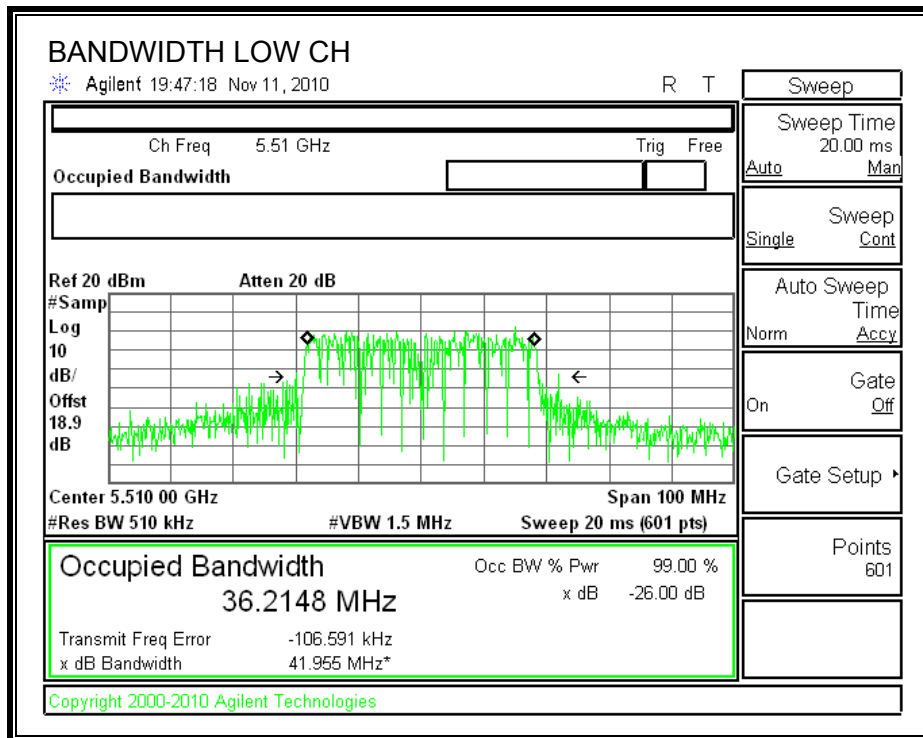 BANDWIDTH LOW CH
Agilent 19:47:18 Nov 11, 2010 R T
Ch Freq 5.51 GHz Trig Free
Occupied Bandwidth
Ref 20 dBm Atten 20 dB
#Samp
Log
10
dB/
Offst
18.9
dB
Center 5.510 00 GHz Span 100 MHz
#Res BW 510 kHz #VBW 1.5 MHz Sweep 20 ms (601 pts)
Occupied Bandwidth Occ BW % Pwr 99.00 %
36.2148 MHz x dB -26.00 dB
Transmit Freq Error -106.591 kHz
x dB Bandwidth 41.955 MHz*
Copyright 2000-2010 Agilent Technologies
Sweep
Sweep Time
20.00 ms
Auto Man
Sweep
Single Cont
Auto Sweep
Time
Norm Accy
Gate
On Off
Gate Setup
Points
601